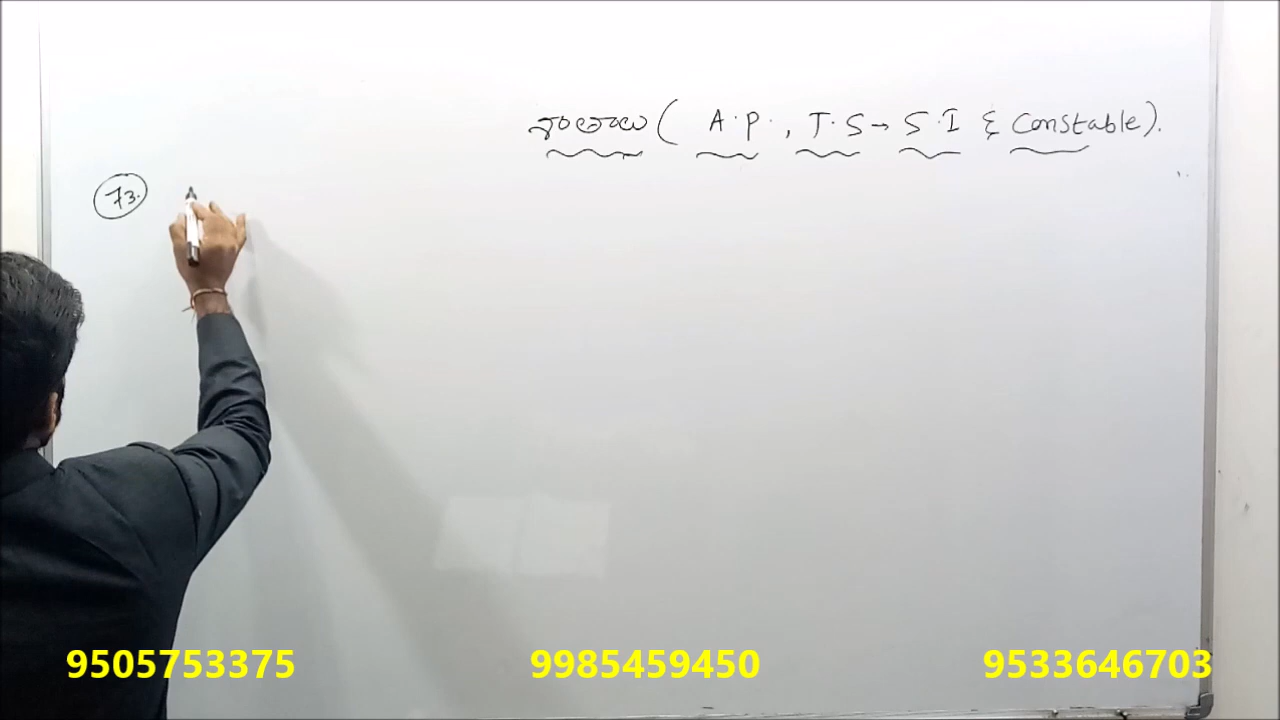 ( A.P., T.S → S.I & Constable).
73.
9505753375 9985459450 9533646703